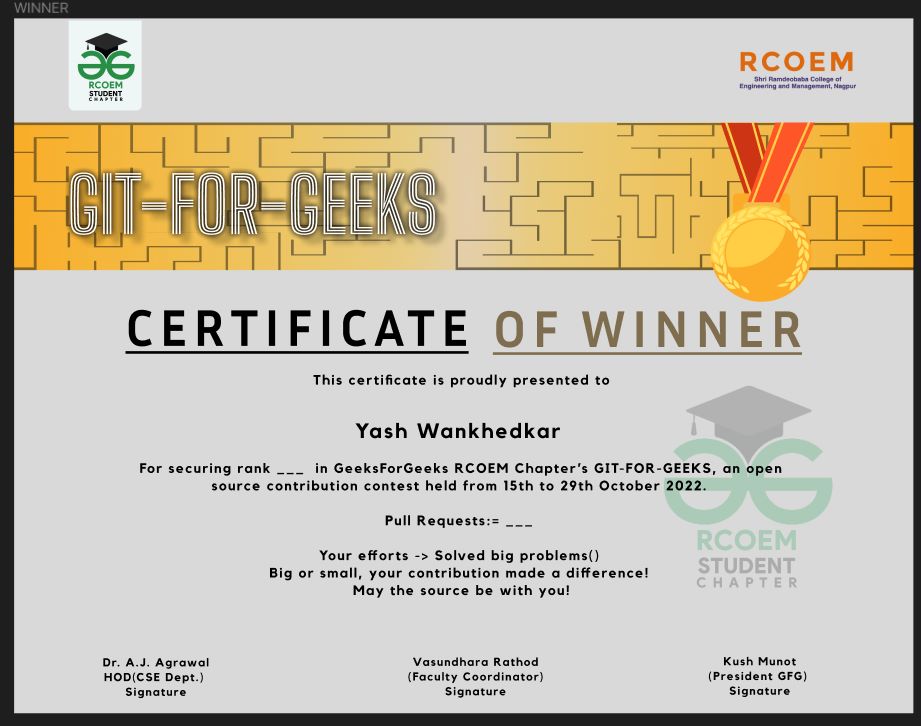 WINNER
RCOEM
STUDENT
CHAPTER
RCOEM
Shri Ramdeobaba College of
Engineering and Management, Nagpur
GIT-FOR-GEEKS
CERTIFICATE OF WINNER
This certificate is proudly presented to
Yash Wankhedkar
For securing rank ___ in GeeksForGeeks RCOEM Chapter's GIT-FOR-GEEKS, an open
source contribution contest held from 15th to 29th October 2022.
Pull Requests:= ___
Your efforts -> Solved big problems()
Big or small, your contribution made a difference!
May the source be with you!
RCOEM
STUDENT
CHAPTER
Dr. A.J. Agrawal
HOD(CSE Dept.)
Signature
Vasundhara Rathod
(Faculty Coordinator)
Signature
Kush Munot
(President GFG)
Signature